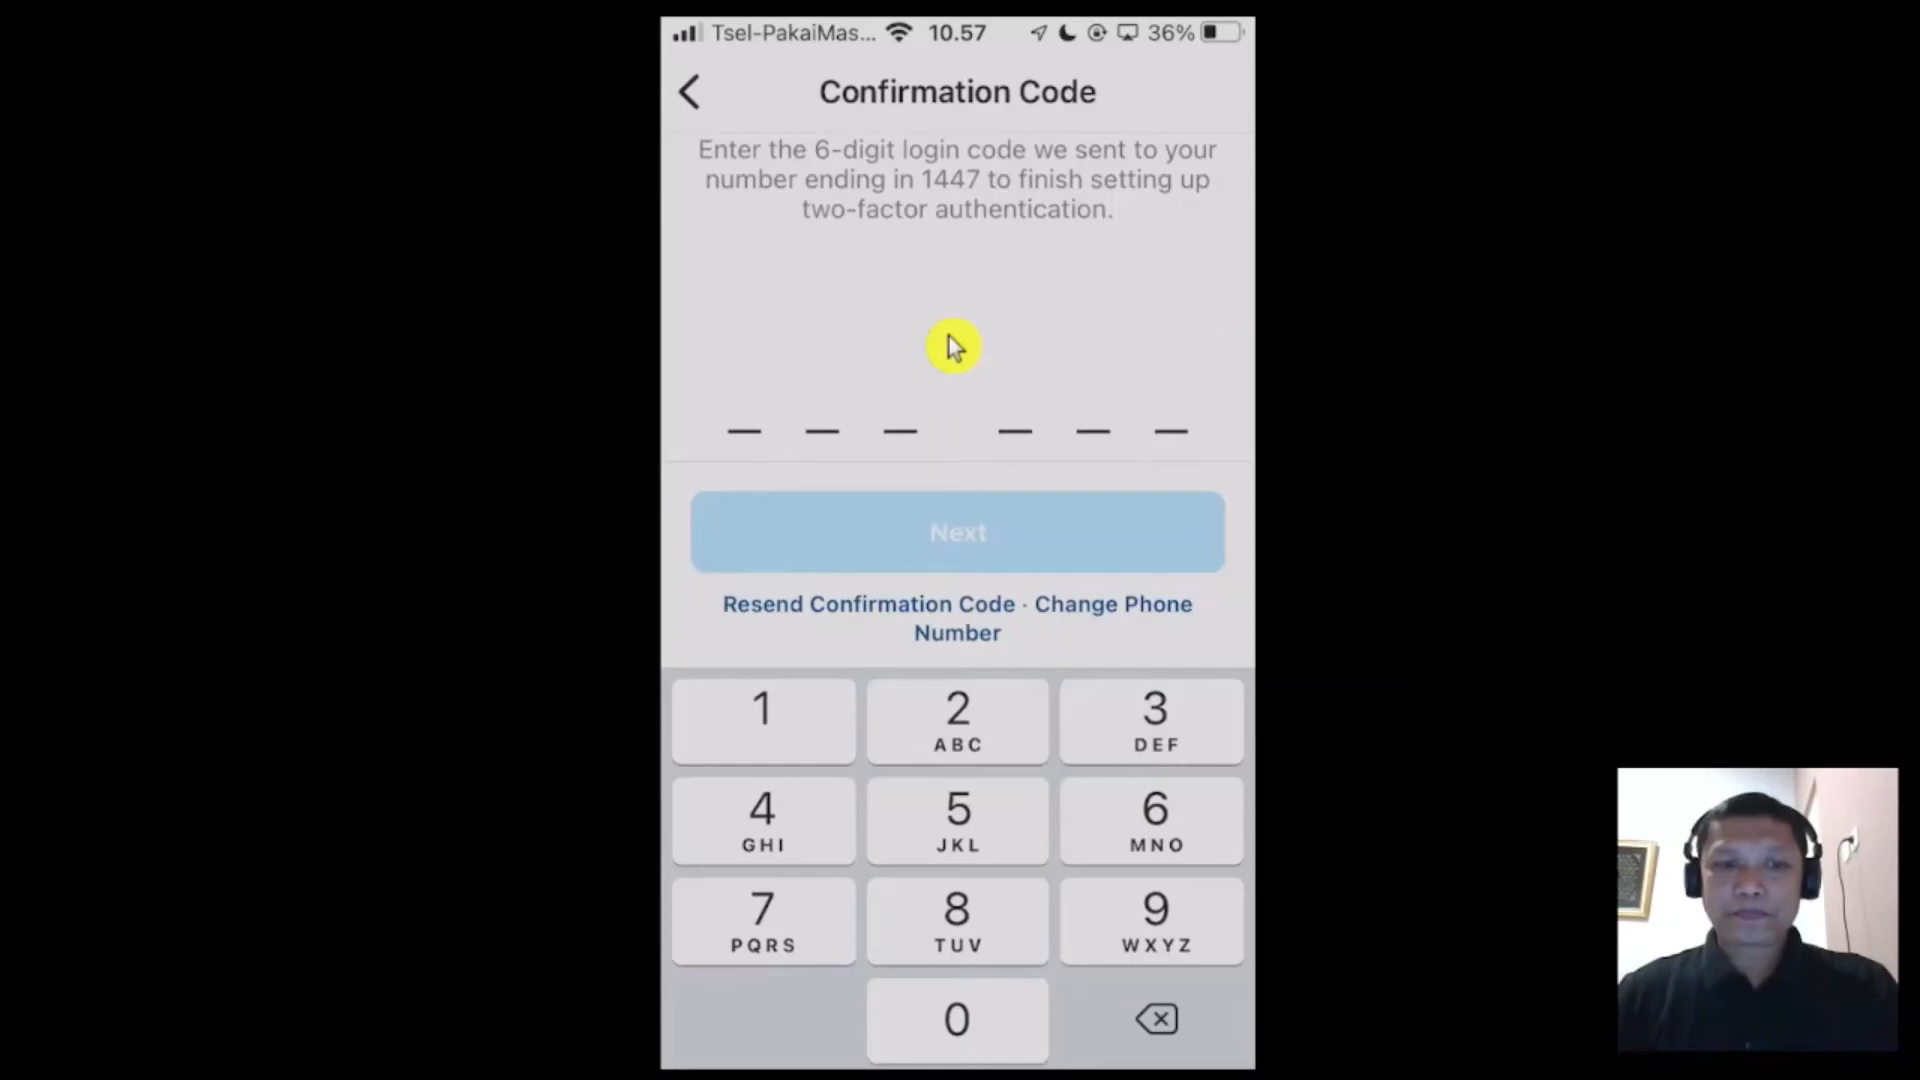 Tsel-PakaiMas... 10.57 36%
Confirmation Code
Enter the 6-digit login code we sent to your
number ending in 1447 to finish setting up
two-factor authentication.
Next
Resend Confirmation Code · Change Phone
Number
1 2 3
ABC DEF
4 5 6
GHI JKL MNO
7 8 9
PQRS TUV WXYZ
0